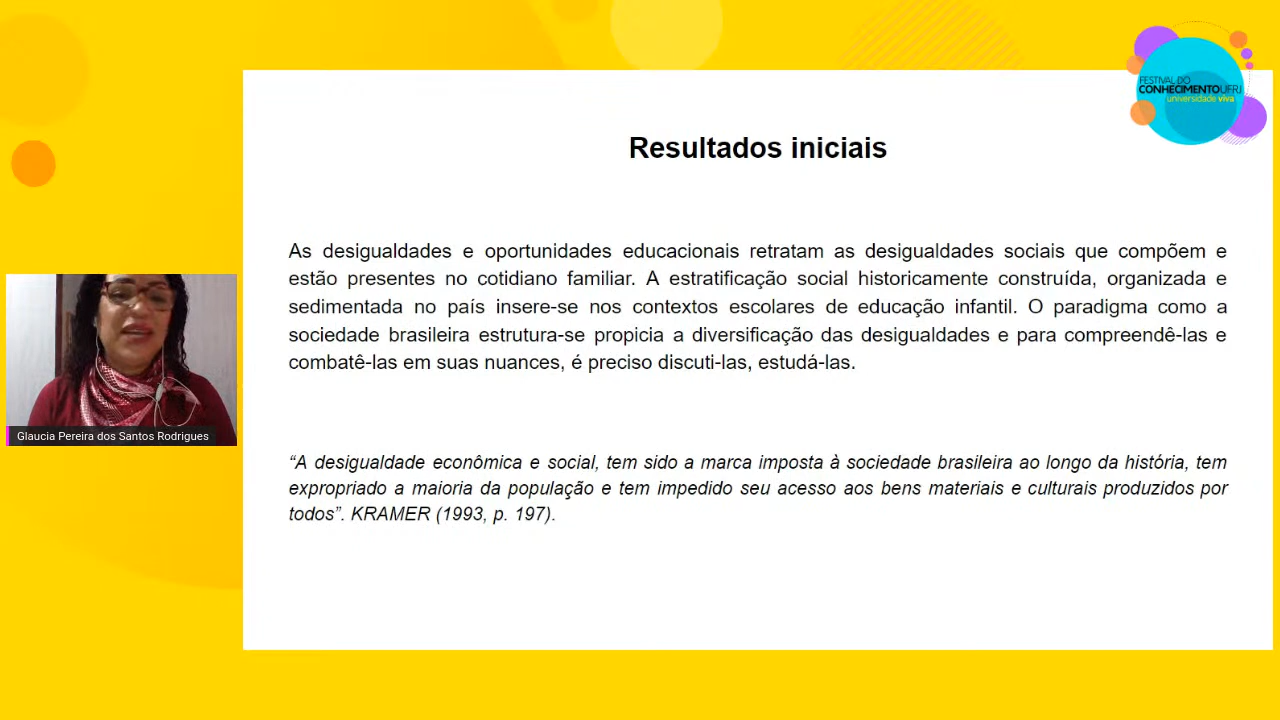 FESTIVAL DO
CONHECIMENTO UFRJ
universidade viva
Resultados iniciais
As desigualdades e oportunidades educacionais retratam as desigualdades sociais que compõem e
estão presentes no cotidiano familiar. A estratificação social historicamente construída, organizada e
sedimentada no país insere-se nos contextos escolares de educação infantil. O paradigma como a
sociedade brasileira estrutura-se propicia a diversificação das desigualdades e para compreendê-las e
combatê-las em suas nuances, é preciso discuti-las, estudá-las.
Glaucia Pereira dos Santos Rodrigues
“A desigualdade econômica e social, tem sido a marca imposta à sociedade brasileira ao longo da história, tem
expropriado a maioria da população e tem impedido seu acesso aos bens materiais e culturais produzidos por
todos”. KRAMER (1993, p. 197).